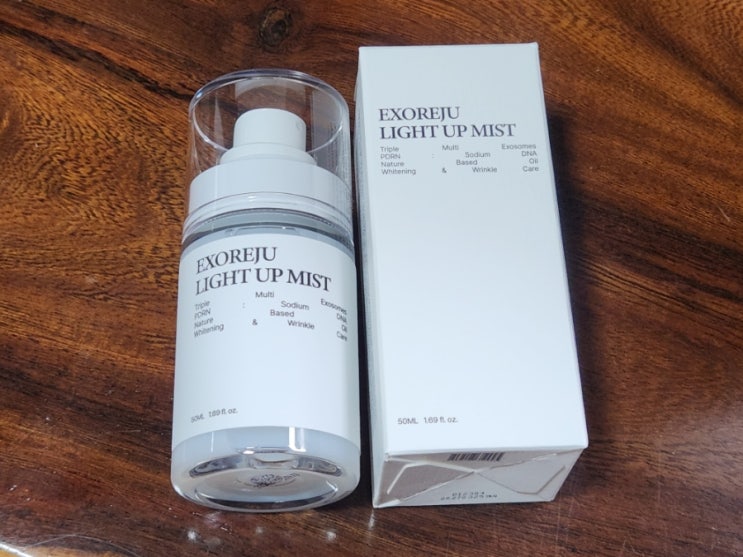 EXOREJU
LIGHT UP MIST
Triple Multi Exosomes
PDRN : Sodium DNA
Nature Based Oil
Whitening & Wrinkle Care
50ML 1.69 fl. oz.
EXOREJU
LIGHT UP MIST
Triple Multi Exosomes
PDRN : Sodium DNA
Nature Based Oil
Whitening & Wrinkle Care
50ML 1.69 fl. oz.